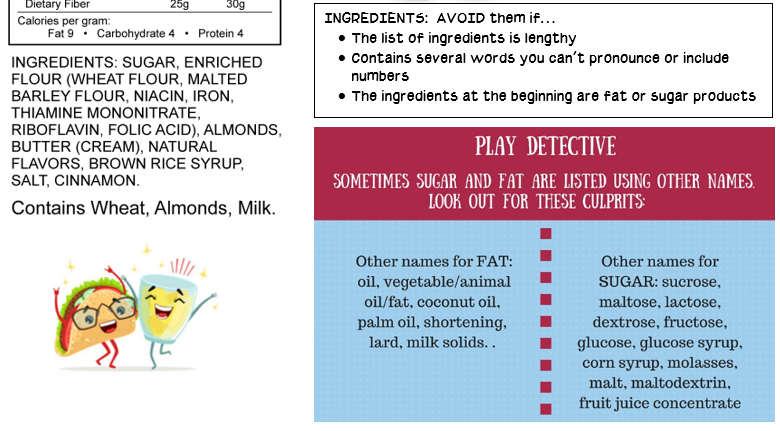 Dietary Fiber 25g 30g
Calories per gram:
Fat 9 • Carbohydrate 4 • Protein 4
INGREDIENTS: SUGAR, ENRICHED
FLOUR (WHEAT FLOUR, MALTED
BARLEY FLOUR, NIACIN, IRON,
THIAMINE MONONITRATE,
RIBOFLAVIN, FOLIC ACID), ALMONDS,
BUTTER (CREAM), NATURAL
FLAVORS, BROWN RICE SYRUP,
SALT, CINNAMON.
Contains Wheat, Almonds, Milk.
INGREDIENTS: AVOID them if...
• The list of ingredients is lengthy
• Contains several words you can't pronounce or include
numbers
• The ingredients at the beginning are fat or sugar products
PLAY DETECTIVE
SOMETIMES SUGAR AND FAT ARE LISTED USING OTHER NAMES.
LOOK OUT FOR THESE CULPRITS:
Other names for FAT:
oil, vegetable/animal
oil/fat, coconut oil,
palm oil, shortening,
lard, milk solids. .
Other names for
SUGAR: sucrose,
maltose, lactose,
dextrose, fructose,
glucose, glucose syrup,
corn syrup, molasses,
malt, maltodextrin,
fruit juice concentrate